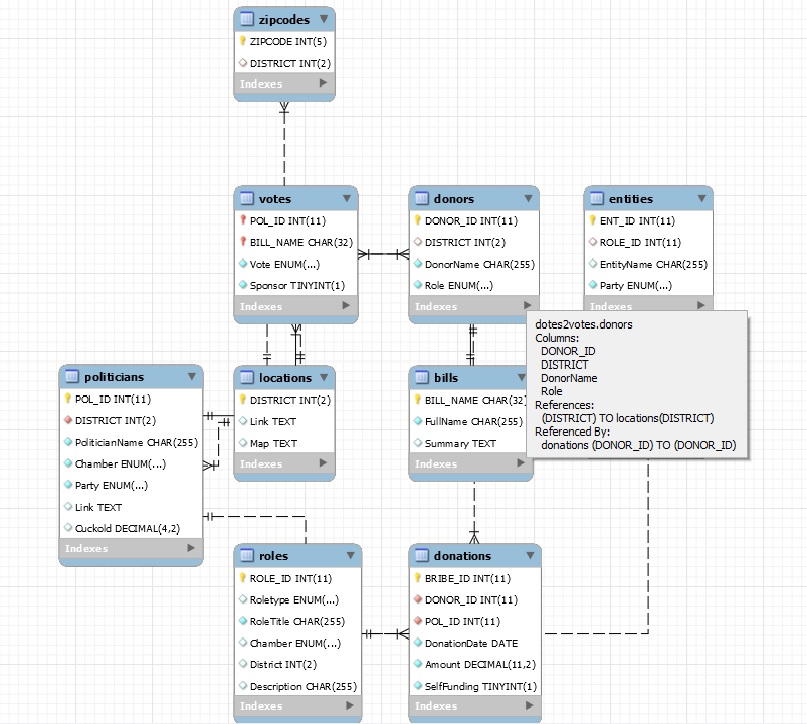 zipcodes
ZIPCODE INT(5)
DISTRICT INT(2)
Indexes
votes
POL_ID INT(11)
BILL_NAME CHAR(32)
Vote ENUM(...)
Sponsor TINYINT(1)
Indexes
donors
DONOR_ID INT(11)
DISTRICT INT(2)
DonorName CHAR(255)
Role ENUM(...)
Indexes
entities
ENT_ID INT(11)
ROLE_ID INT(11)
EntityName CHAR(255)
Party ENUM(...)
Indexes
dotes2votes.donors
Columns:
DONOR_ID
DISTRICT
DonorName
Role
References:
(DISTRICT) TO locations(DISTRICT)
Referenced By:
donations (DONOR_ID) TO (DONOR_ID)
politicians
POL_ID INT(11)
DISTRICT INT(2)
PoliticianName CHAR(255)
Chamber ENUM(...)
Party ENUM(...)
Link TEXT
Cuckold DECIMAL(4,2)
Indexes
locations
DISTRICT INT(2)
Link TEXT
Map TEXT
Indexes
bills
BILL_NAME CHAR(32)
FullName CHAR(255)
Summary TEXT
Indexes
roles
ROLE_ID INT(11)
Roletype ENUM(...)
RoleTitle CHAR(255)
Chamber ENUM(...)
District INT(2)
Description CHAR(255)
Indexes
donations
BRIBE_ID INT(11)
DONOR_ID INT(11)
POL_ID INT(11)
DonationDate DATE
Amount DECIMAL(11,2)
SelfFunding TINYINT(1)
Indexes